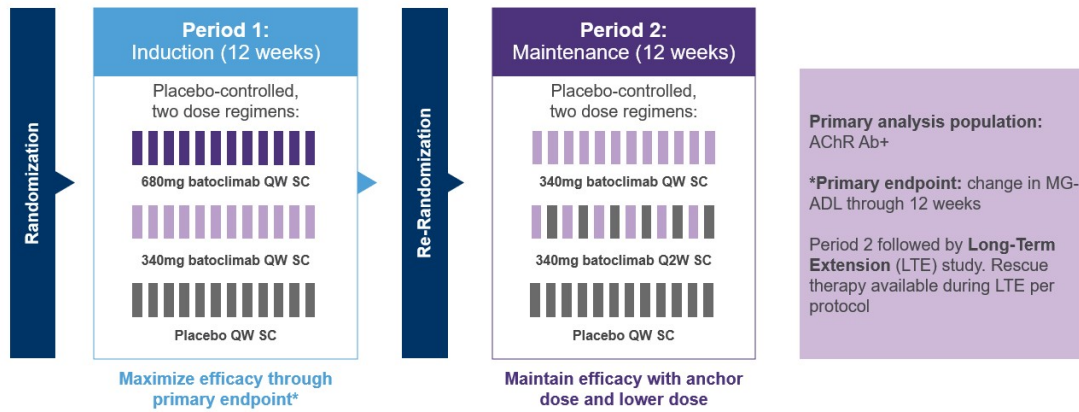 Randomization
Period 1:
Induction (12 weeks)
Placebo-controlled,
two dose regimens:
680mg batoclimab QW SC
340mg batoclimab QW SC
Placebo QW SC
Maximize efficacy through
primary endpoint*
Re-Randomization
Period 2:
Maintenance (12 weeks)
Placebo-controlled,
two dose regimens:
340mg batoclimab QW SC
340mg batoclimab Q2W SC
Placebo QW SC
Maintain efficacy with anchor
dose and lower dose
Primary analysis population:
AChR Ab+
*Primary endpoint: change in MG-
ADL through 12 weeks
Period 2 followed by Long-Term
Extension (LTE) study. Rescue
therapy available during LTE per
protocol